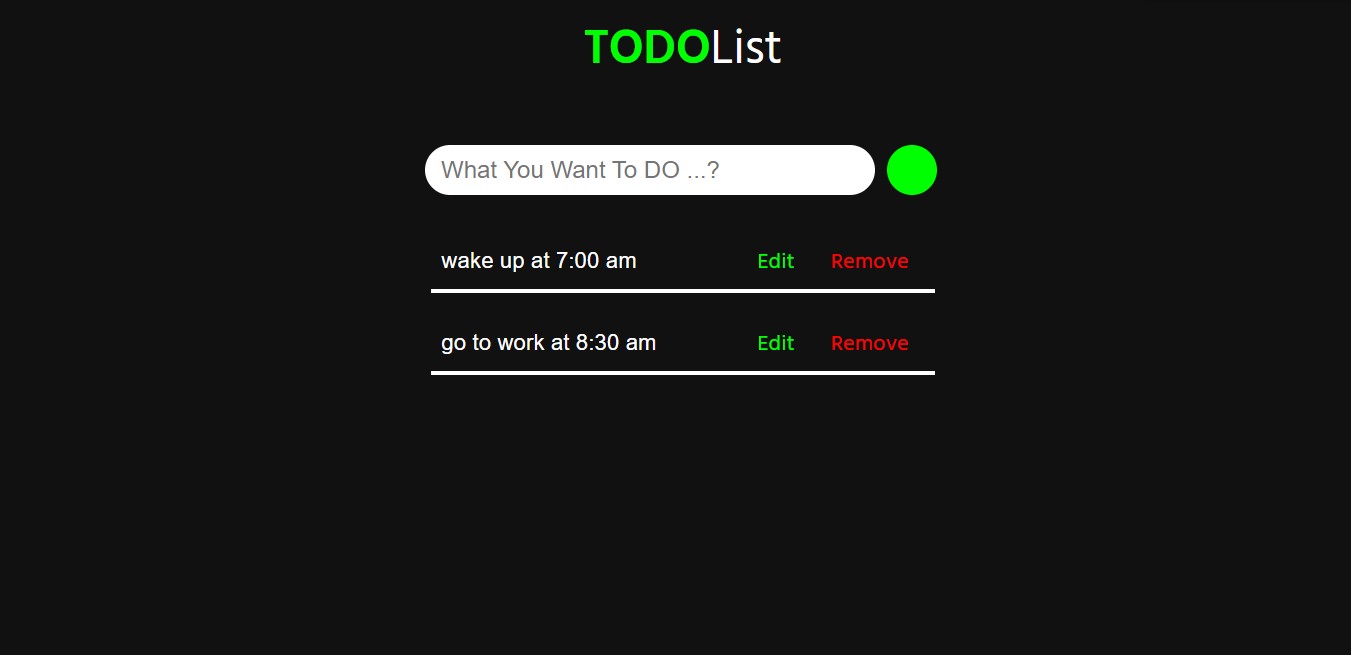 TODOList
What You Want To DO ...?
wake up at 7:00 am Edit Remove
go to work at 8:30 am Edit Remove